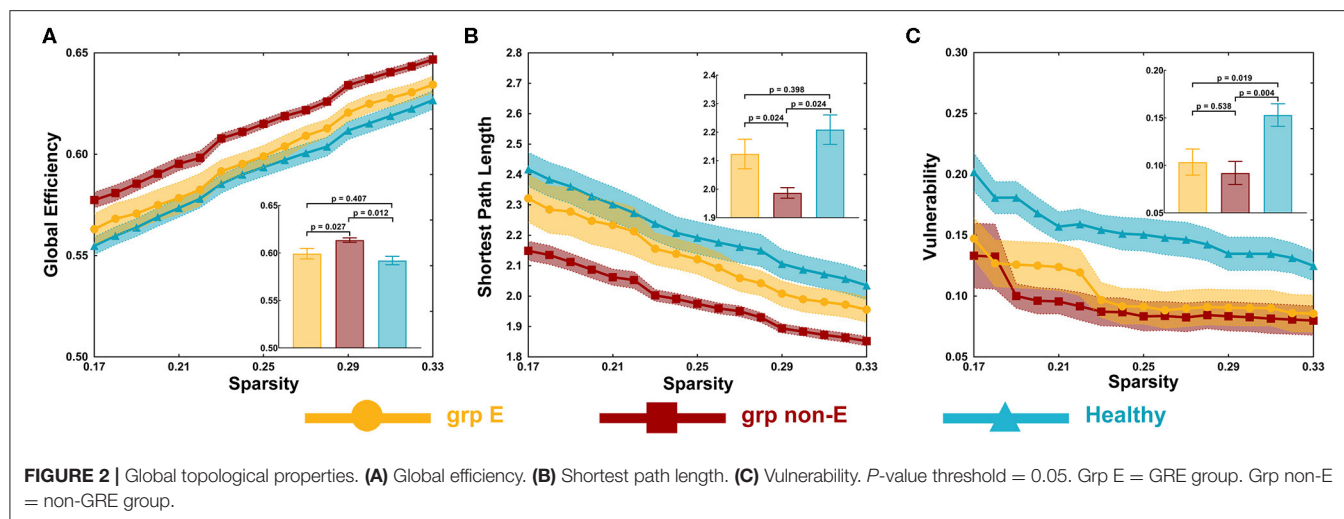 A
B
C
0.65
0.60
0.55
0.50
Global Efficiency
0.65
0.60
0.55
0.50
p = 0.407
p = 0.012
p = 0.027
0.17
0.21
0.25
0.29
0.33
Sparsity
2.8
2.7
2.6
2.5
2.4
2.3
2.2
2.1
2.0
1.9
1.8
Shortest Path Length
2.4
2.3
2.2
2.1
2.0
1.9
p = 0.398
p = 0.024
p = 0.024
0.17
0.21
0.25
0.29
0.33
Sparsity
0.30
0.25
0.20
0.15
0.10
0.05
Vulnerability
0.20
0.15
0.10
0.05
p = 0.019
p = 0.004
p = 0.538
0.17
0.21
0.25
0.29
0.33
Sparsity
grp E
grp non-E
Healthy
FIGURE 2 | Global topological properties. (A) Global efficiency. (B) Shortest path length. (C) Vulnerability. P-value threshold = 0.05. Grp E = GRE group. Grp non-E
= non-GRE group.